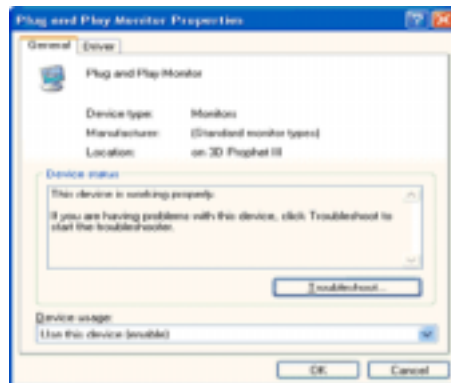 Plug and Play Monitor Properties
General Driver
Plug and Play Monitor
Device type: Monitors
Manufacturer: (Standard monitor types)
Location: on 3D Prophet III
Device status
This device is working properly.
If you are having problems with this device, click Troubleshoot to
start the troubleshooter.
Troubleshoot...
Device usage:
Use this device (enable)
OK Cancel